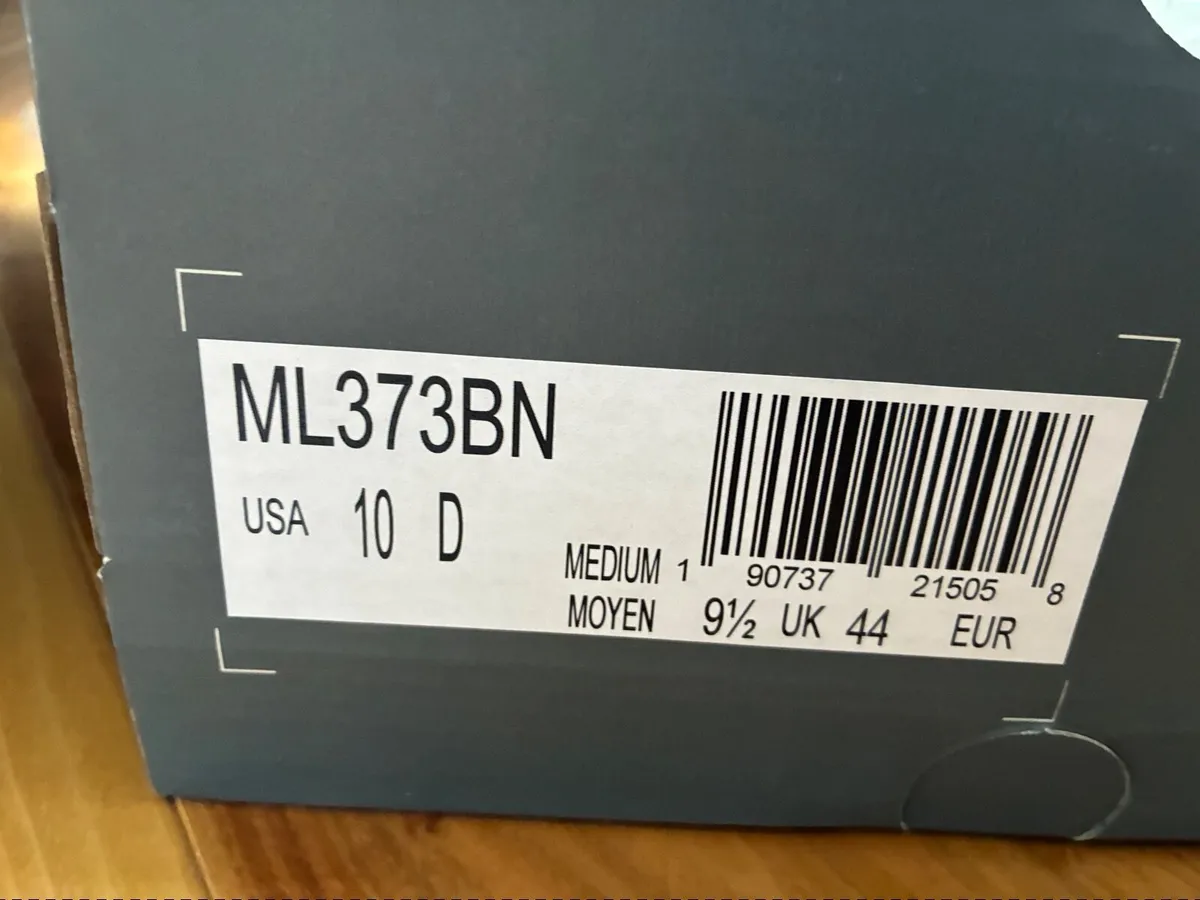 ML373BN
USA 10 D
MEDIUM 1 90737 21505 8
MOYEN 9½ UK 44 EUR